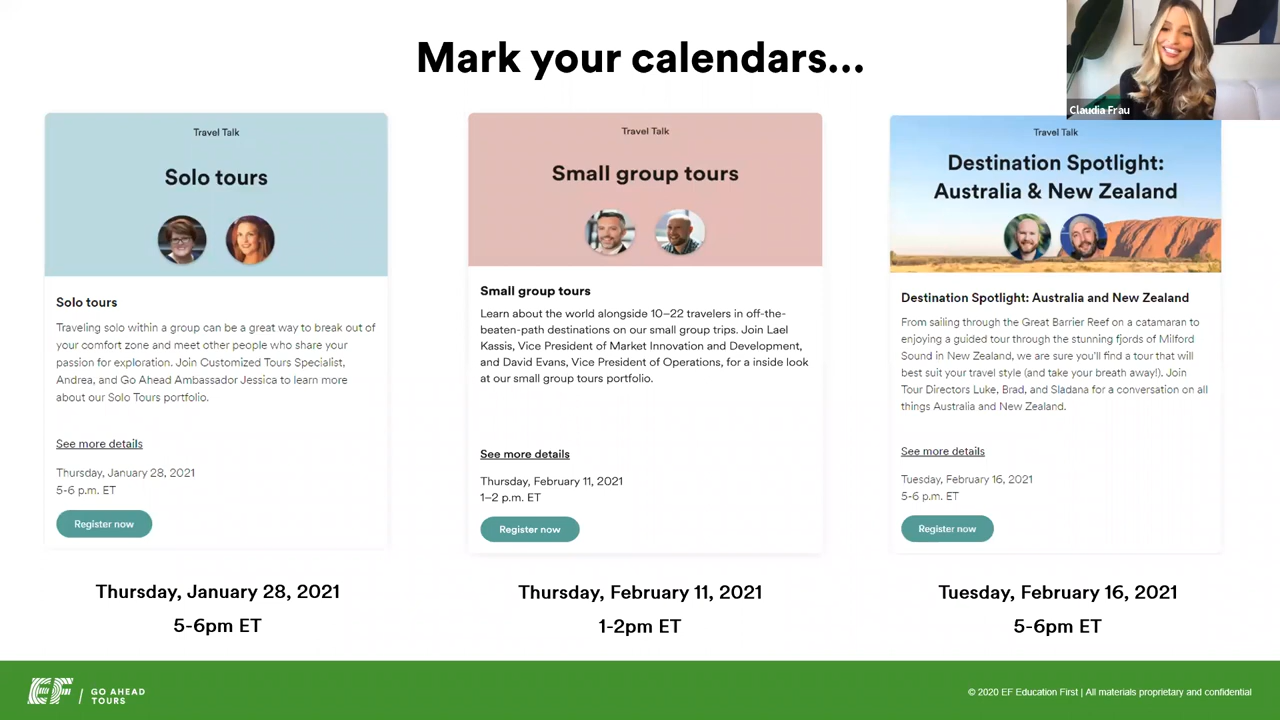 Mark your calendars...
Claudia Frau
Travel Talk
Solo tours
Solo tours
Traveling solo within a group can be a great way to break out of
your comfort zone and meet other people who share your
passion for exploration. Join Customized Tours Specialist,
Andrea, and Go Ahead Ambassador Jessica to learn more
about our Solo Tours portfolio.
See more details
Thursday, January 28, 2021
5-6 p.m. ET
Register now
Thursday, January 28, 2021
5-6pm ET
Travel Talk
Small group tours
Small group tours
Learn about the world alongside 10–22 travelers in off-the-
beaten-path destinations on our small group trips. Join Lael
Kassis, Vice President of Market Innovation and Development,
and David Evans, Vice President of Operations, for a inside look
at our small group tours portfolio.
See more details
Thursday, February 11, 2021
1–2 p.m. ET
Register now
Thursday, February 11, 2021
1-2pm ET
Travel Talk
Destination Spotlight:
Australia & New Zealand
Destination Spotlight: Australia and New Zealand
From sailing through the Great Barrier Reef on a catamaran to
enjoying a guided tour through the stunning fjords of Milford
Sound in New Zealand, we are sure you'll find a tour that will
best suit your travel style (and take your breath away!). Join
Tour Directors Luke, Brad, and Sladana for a conversation on all
things Australia and New Zealand.
See more details
Tuesday, February 16, 2021
5-6 p.m. ET
Register now
Tuesday, February 16, 2021
5-6pm ET
EF / GO AHEAD
TOURS
© 2020 EF Education First | All materials proprietary and confidential